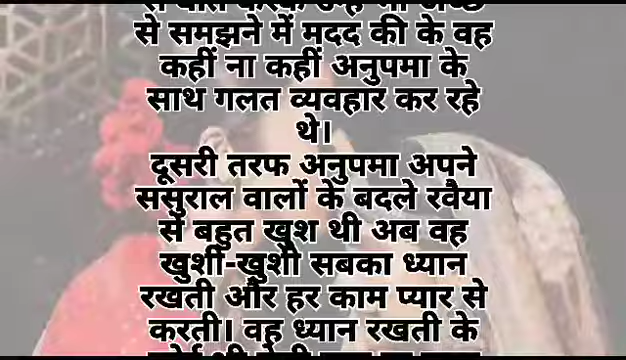 से समझने में मदद की के वह
कहीं ना कहीं अनुपमा के
साथ गलत व्यवहार कर रहे
थे।
दूसरी तरफ अनुपमा अपने
ससुराल वालों के बदले रवैया
से बहुत खुश थी अब वह
खुशी-खुशी सबका ध्यान
रखती और हर काम प्यार से
करती। वह ध्यान रखती के